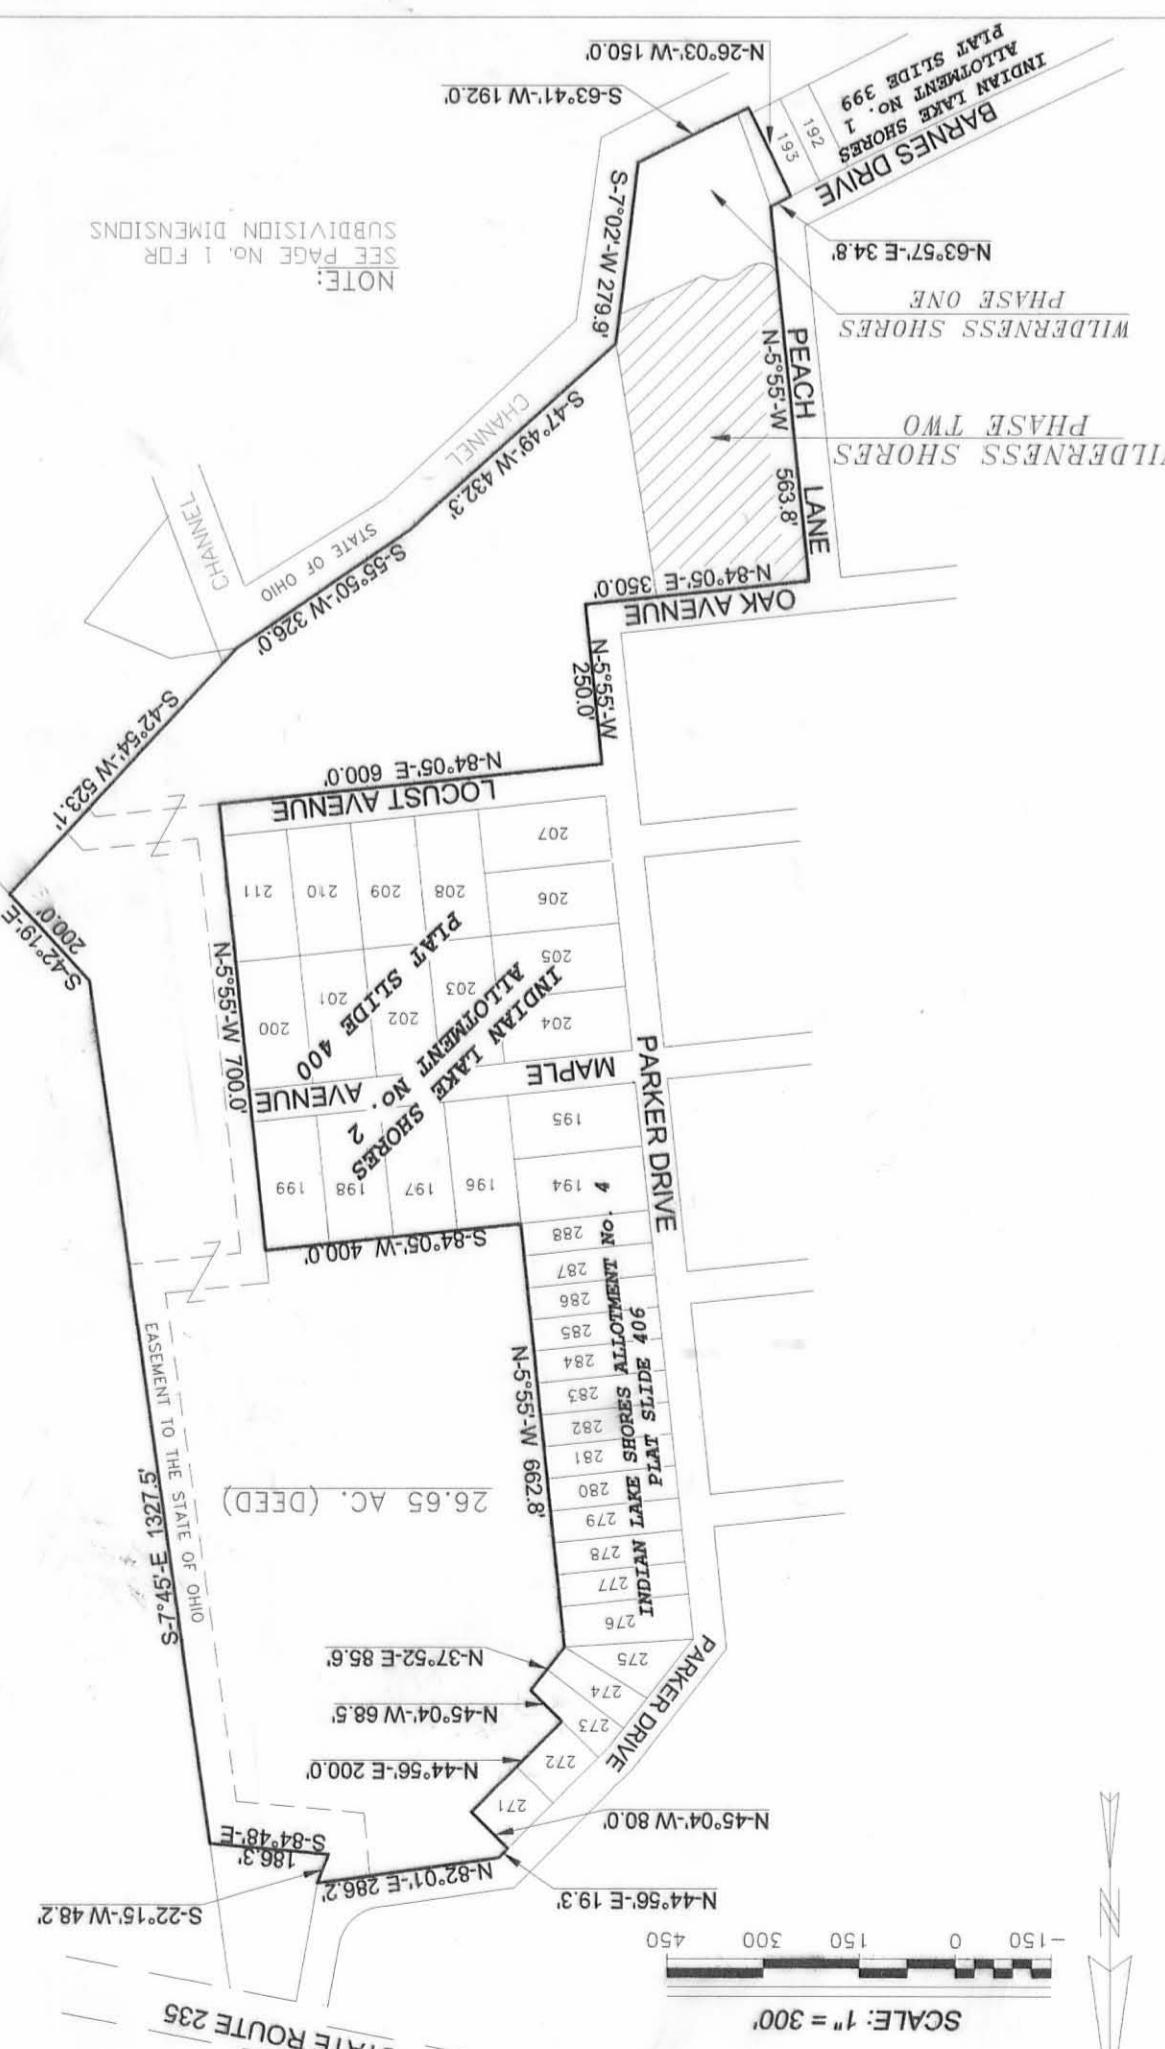 STATE ROUTE 235
SCALE: 1" = 300'
-150 0 150 300 450
N
S-22°15'-W 48.2'
N-44°56'-E 19.3'
N-82°01'-E 286.2'
S-84°48'-E
186.3'
N-45°04'-W 80.0'
N-44°56'-E 200.0'
N-45°04'-W 68.5'
N-37°52-E 85.6'
PARKER DRIVE
271
272
273
274
275
276
277
278
279
280
281
282
283
284
285
286
287
288
INDIAN LAKE SHORES ALLOTMENT No. 4
PLAT SLIDE 406
26.65 AC. (DEED)
N-5°55'-W 662.8'
S-7°45'-E 1327.5'
EASEMENT TO THE STATE OF OHIO
S-84°05'-W 400.0'
PARKER DRIVE
194
195
196
197
198
199
MAPLE AVENUE
INDIAN LAKE SHORES
ALLOTMENT NO. 2
PLAT SLIDE 400
204
205
203
202
201
200
206
207
208
209
210
211
N-5°55'-W 700.0'
S-42°19'-E
200.0'
LOCUST AVENUE
N-84°05'-E 600.0'
S-42°54'-W 523.1'
N-5°55'-W
250.0'
OAK AVENUE
N-84°05'-E 350.0'
S-55°50'-W 326.0'
STATE OF OHIO
CHANNEL
CHANNEL
S-47°49'-W 432.3'
PEACH LANE
N-5°55'-W 563.8'
SHORES
PHASE TWO
WILDERNESS SHORES
PHASE ONE
N-63°57'-E 34.8'
NOTE:
SEE PAGE No. 1 FOR
SUBDIVISION DIMENSIONS
S-7°02'-W 279.9'
BARNES DRIVE
193
192
INDIAN LAKE SHORES
ALLOTMENT NO. 1
PLAT SLIDE 399
S-63°41'-W 192.0'
N-26°03'-W 150.0'